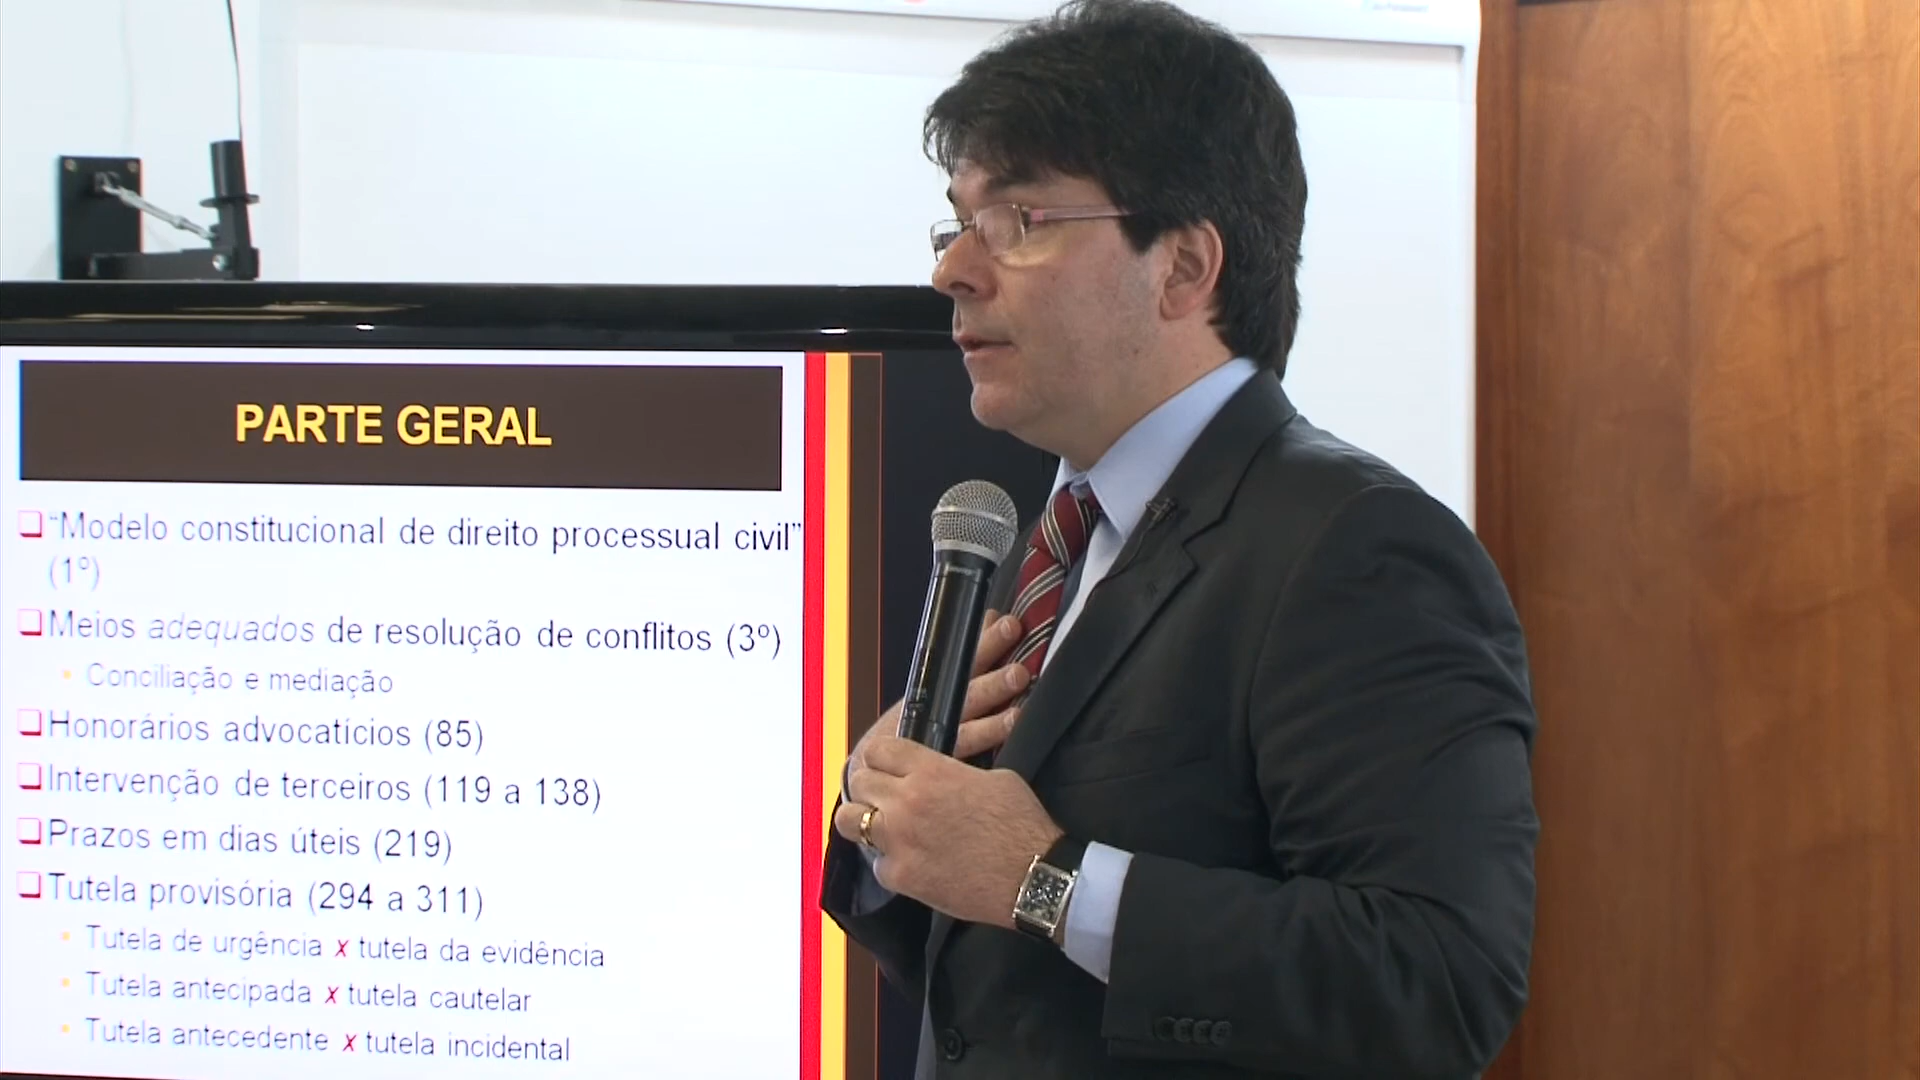 PARTE GERAL
“Modelo constitucional de direito processual civil”
(1º)
Meios adequados de resolução de conflitos (3º)
Conciliação e mediação
Honorários advocatícios (85)
Intervenção de terceiros (119 a 138)
Prazos em dias úteis (219)
Tutela provisória (294 a 311)
Tutela de urgência x tutela da evidência
Tutela antecipada x tutela cautelar
Tutela antecedente x tutela incidental